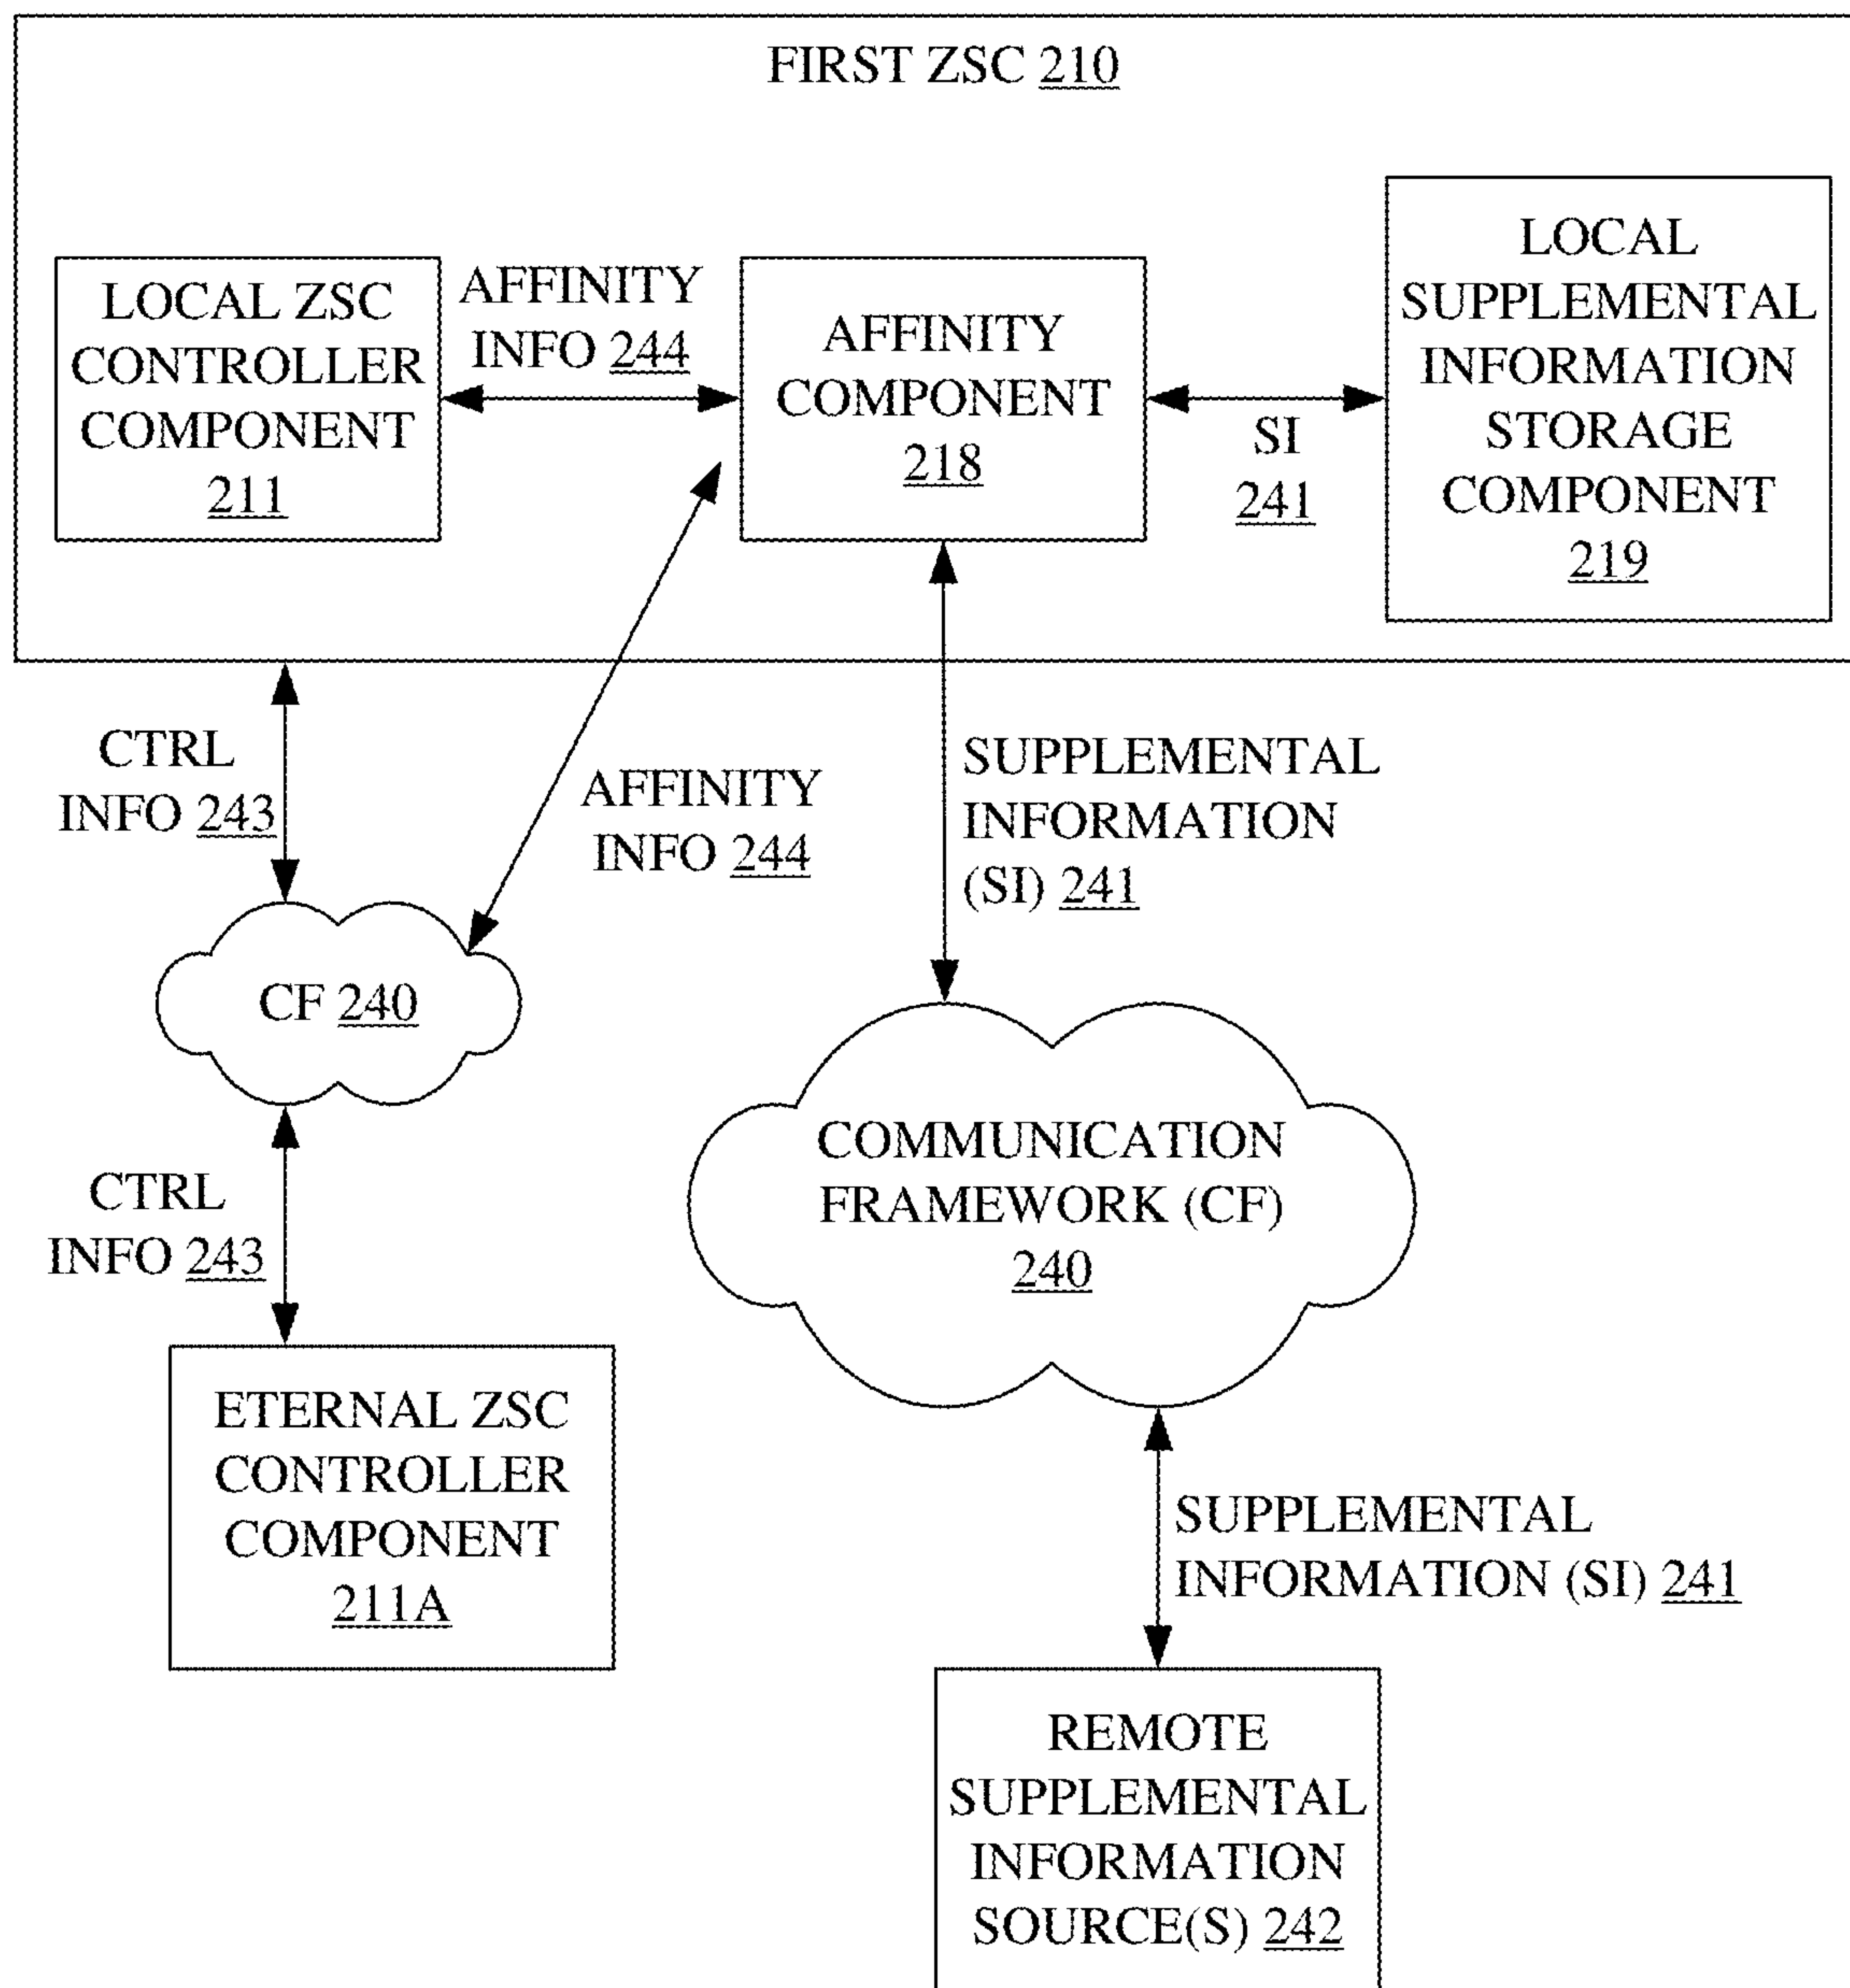 FIRST ZSC 210
LOCAL ZSC
CONTROLLER
COMPONENT
211
AFFINITY
INFO 244
AFFINITY
COMPONENT
218
SI
241
LOCAL
SUPPLEMENTAL
INFORMATION
STORAGE
COMPONENT
219
CTRL
INFO 243
AFFINITY
INFO 244
SUPPLEMENTAL
INFORMATION
(SI) 241
CF 240
COMMUNICATION
FRAMEWORK (CF)
240
CTRL
INFO 243
ETERNAL ZSC
CONTROLLER
COMPONENT
211A
SUPPLEMENTAL
INFORMATION (SI) 241
REMOTE
SUPPLEMENTAL
INFORMATION
SOURCE(S) 242